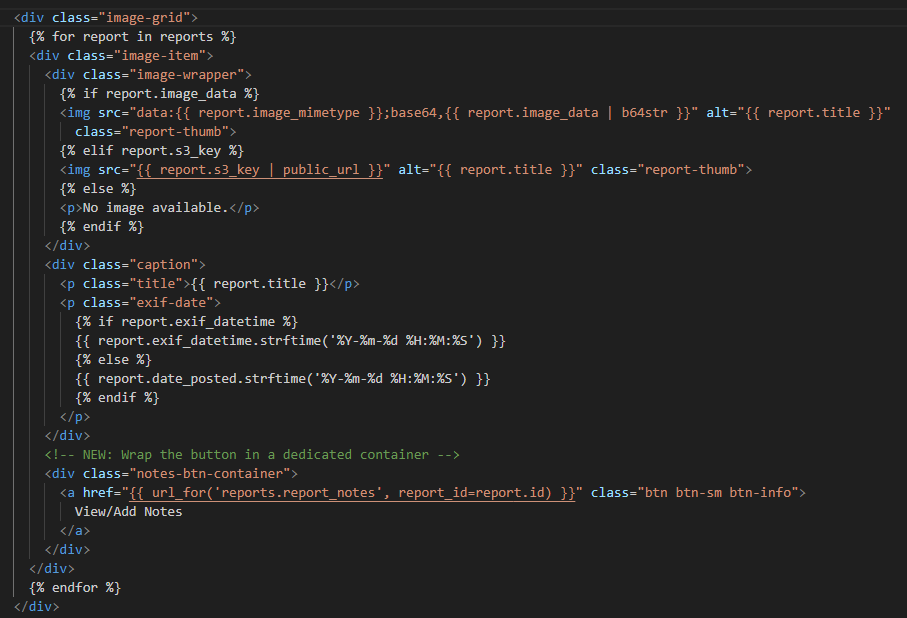 <div class="image-grid">
{% for report in reports %}
<div class="image-item">
<div class="image-wrapper">
{% if report.image_data %}
<img src="data:{{ report.image_mimetype }};base64,{{ report.image_data | b64str }}" alt="{{ report.title }}"
class="report-thumb">
{% elif report.s3_key %}
<img src="{{ report.s3_key | public_url }}" alt="{{ report.title }}" class="report-thumb">
{% else %}
<p>No image available.</p>
{% endif %}
</div>
<div class="caption">
<p class="title">{{ report.title }}</p>
<p class="exif-date">
{% if report.exif_datetime %}
{{ report.exif_datetime.strftime('%Y-%m-%d %H:%M:%S') }}
{% else %}
{{ report.date_posted.strftime('%Y-%m-%d %H:%M:%S') }}
{% endif %}
</p>
</div>
<!-- NEW: Wrap the button in a dedicated container -->
<div class="notes-btn-container">
<a href="{{ url_for('reports.report_notes', report_id=report.id) }}" class="btn btn-sm btn-info">
View/Add Notes
</a>
</div>
</div>
{% endfor %}
</div>